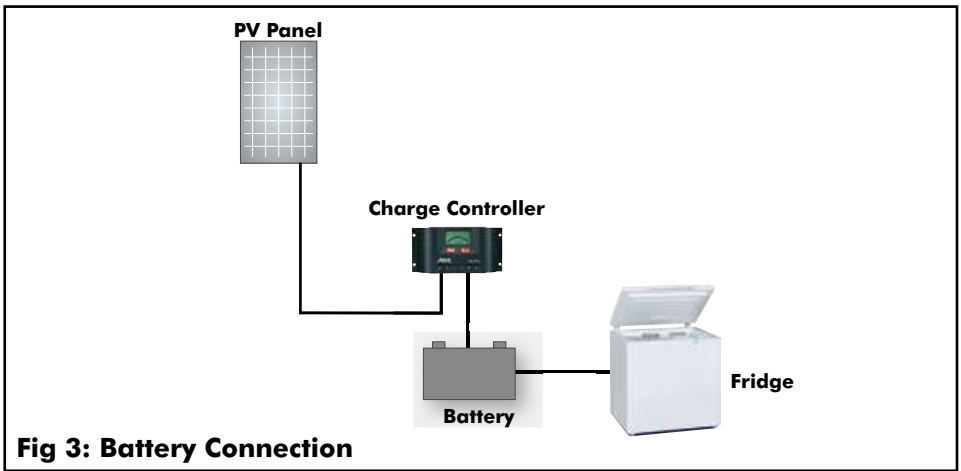 PV Panel
Charge Controller
Battery
Fridge
Fig 3: Battery Connection